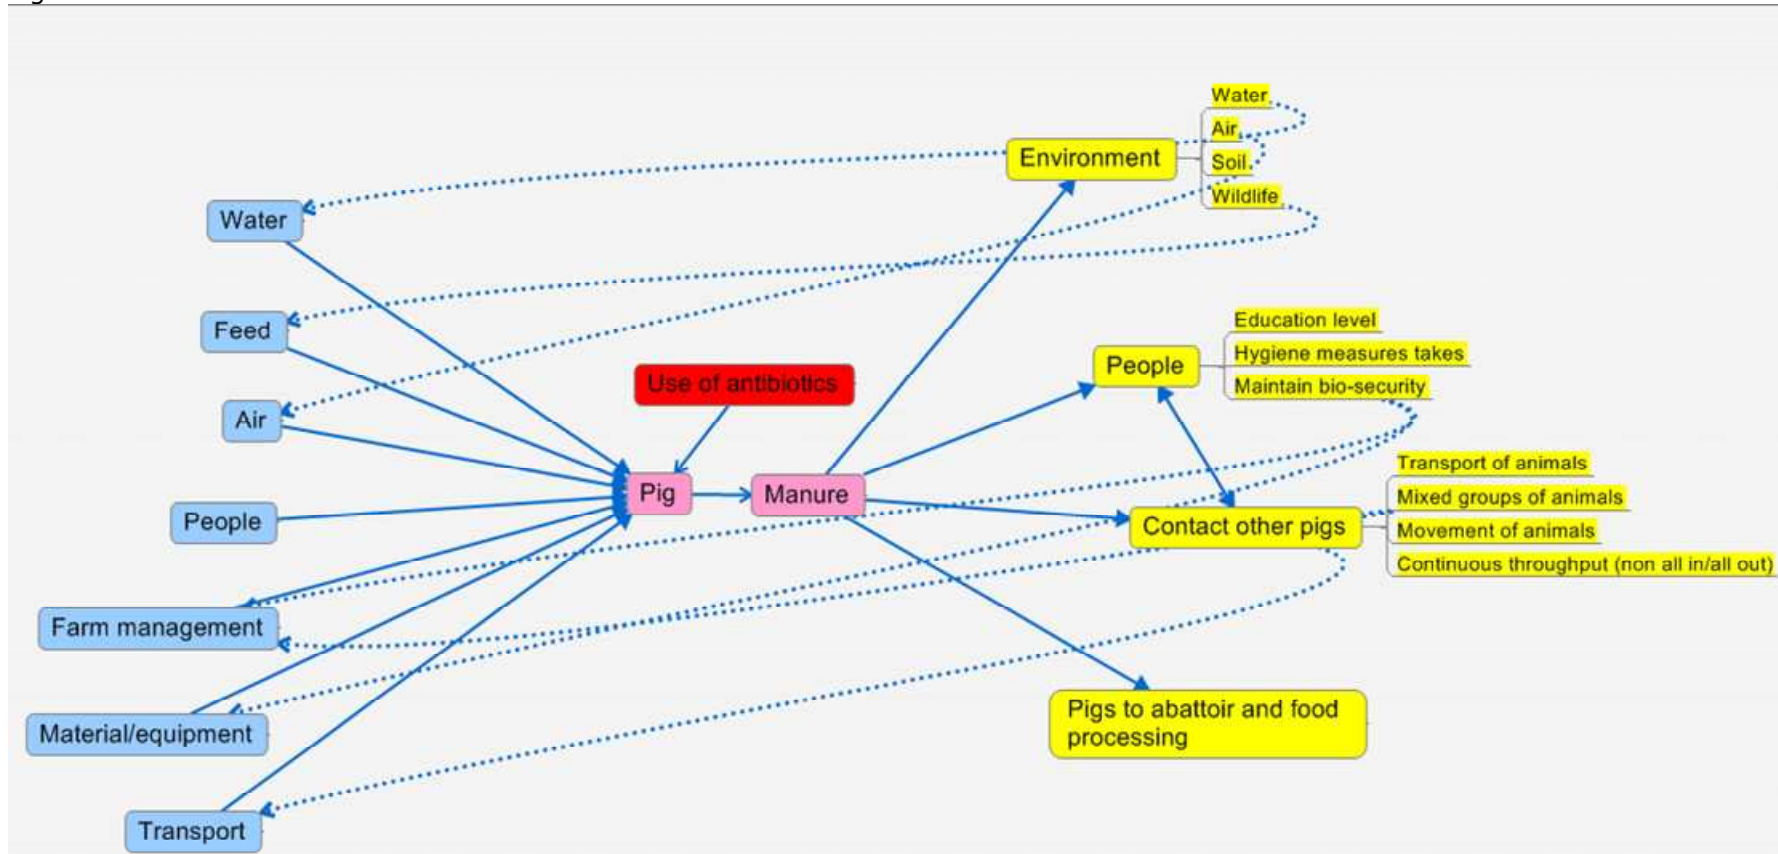 Water
Air
Soil
Wildlife
Environment
Water
Feed
Air
People
Farm management
Material/equipment
Transport
Use of antibiotics
Pig
Manure
People
Education level
Hygiene measures takes
Maintain bio-security
Contact other pigs
Transport of animals
Mixed groups of animals
Movement of animals
Continuous throughput (non all in/all out)
Pigs to abattoir and food
processing